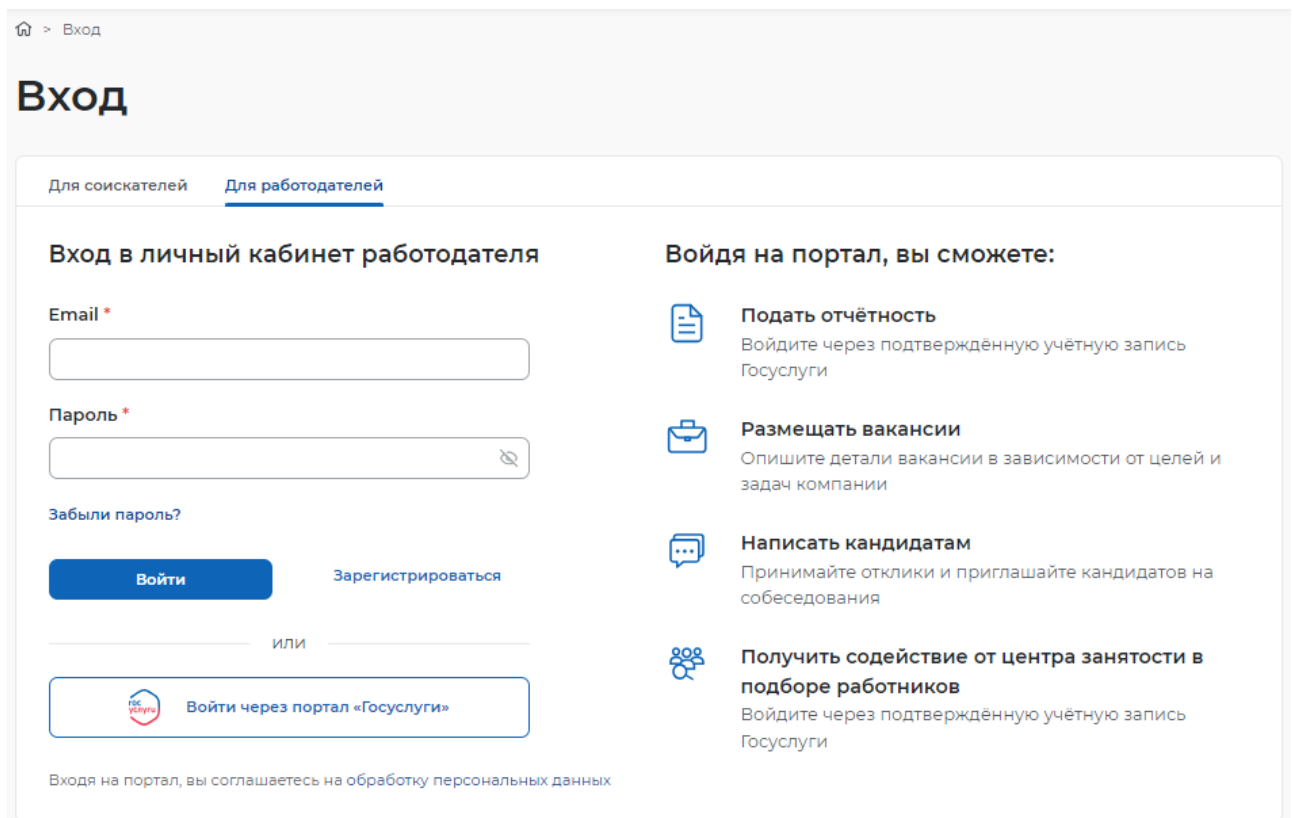 > Вход
Вход
Для соискателей Для работодателей
Вход в личный кабинет работодателя
Email *
Пароль *
Забыли пароль?
Войти Зарегистрироваться
или
гос
услуги
Войти через портал «Госуслуги»
Входя на портал, вы соглашаетесь на обработку персональных данных
Войдя на портал, вы сможете:
Подать отчётность
Войдите через подтверждённую учётную запись
Госуслуги
Размещать вакансии
Опишите детали вакансии в зависимости от целей и
задач компании
Написать кандидатам
Принимайте отклики и приглашайте кандидатов на
собеседования
Получить содействие от центра занятости в
подборе работников
Войдите через подтверждённую учётную запись
Госуслуги